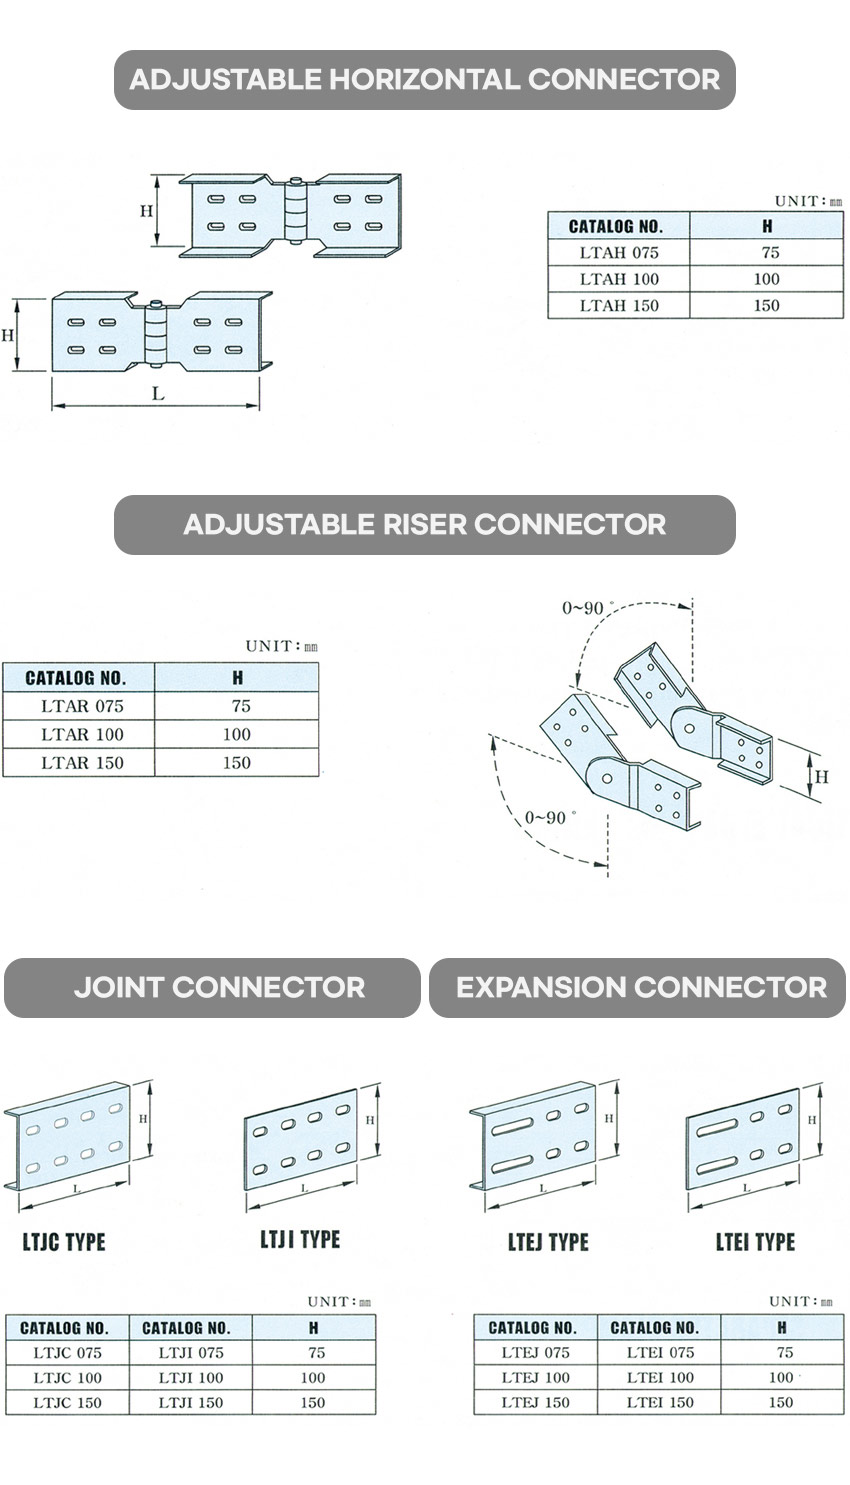 ADJUSTABLE HORIZONTAL CONNECTOR
H
H
L
UNIT : mm
CATALOG NO. H
LTAH 075 75
LTAH 100 100
LTAH 150 150
ADJUSTABLE RISER CONNECTOR
UNIT : mm
CATALOG NO. H
LTAR 075 75
LTAR 100 100
LTAR 150 150
0~90°
H
0~90°
JOINT CONNECTOR
H
L
LTJC TYPE
H
L
LTJI TYPE
UNIT : mm
CATALOG NO. CATALOG NO. H
LTJC 075 LTJI 075 75
LTJC 100 LTJI 100 100
LTJC 150 LTJI 150 150
EXPANSION CONNECTOR
H
L
LTEJ TYPE
H
L
LTEI TYPE
UNIT : mm
CATALOG NO. CATALOG NO. H
LTEJ 075 LTEI 075 75
LTEJ 100 LTEI 100 100
LTEJ 150 LTEI 150 150